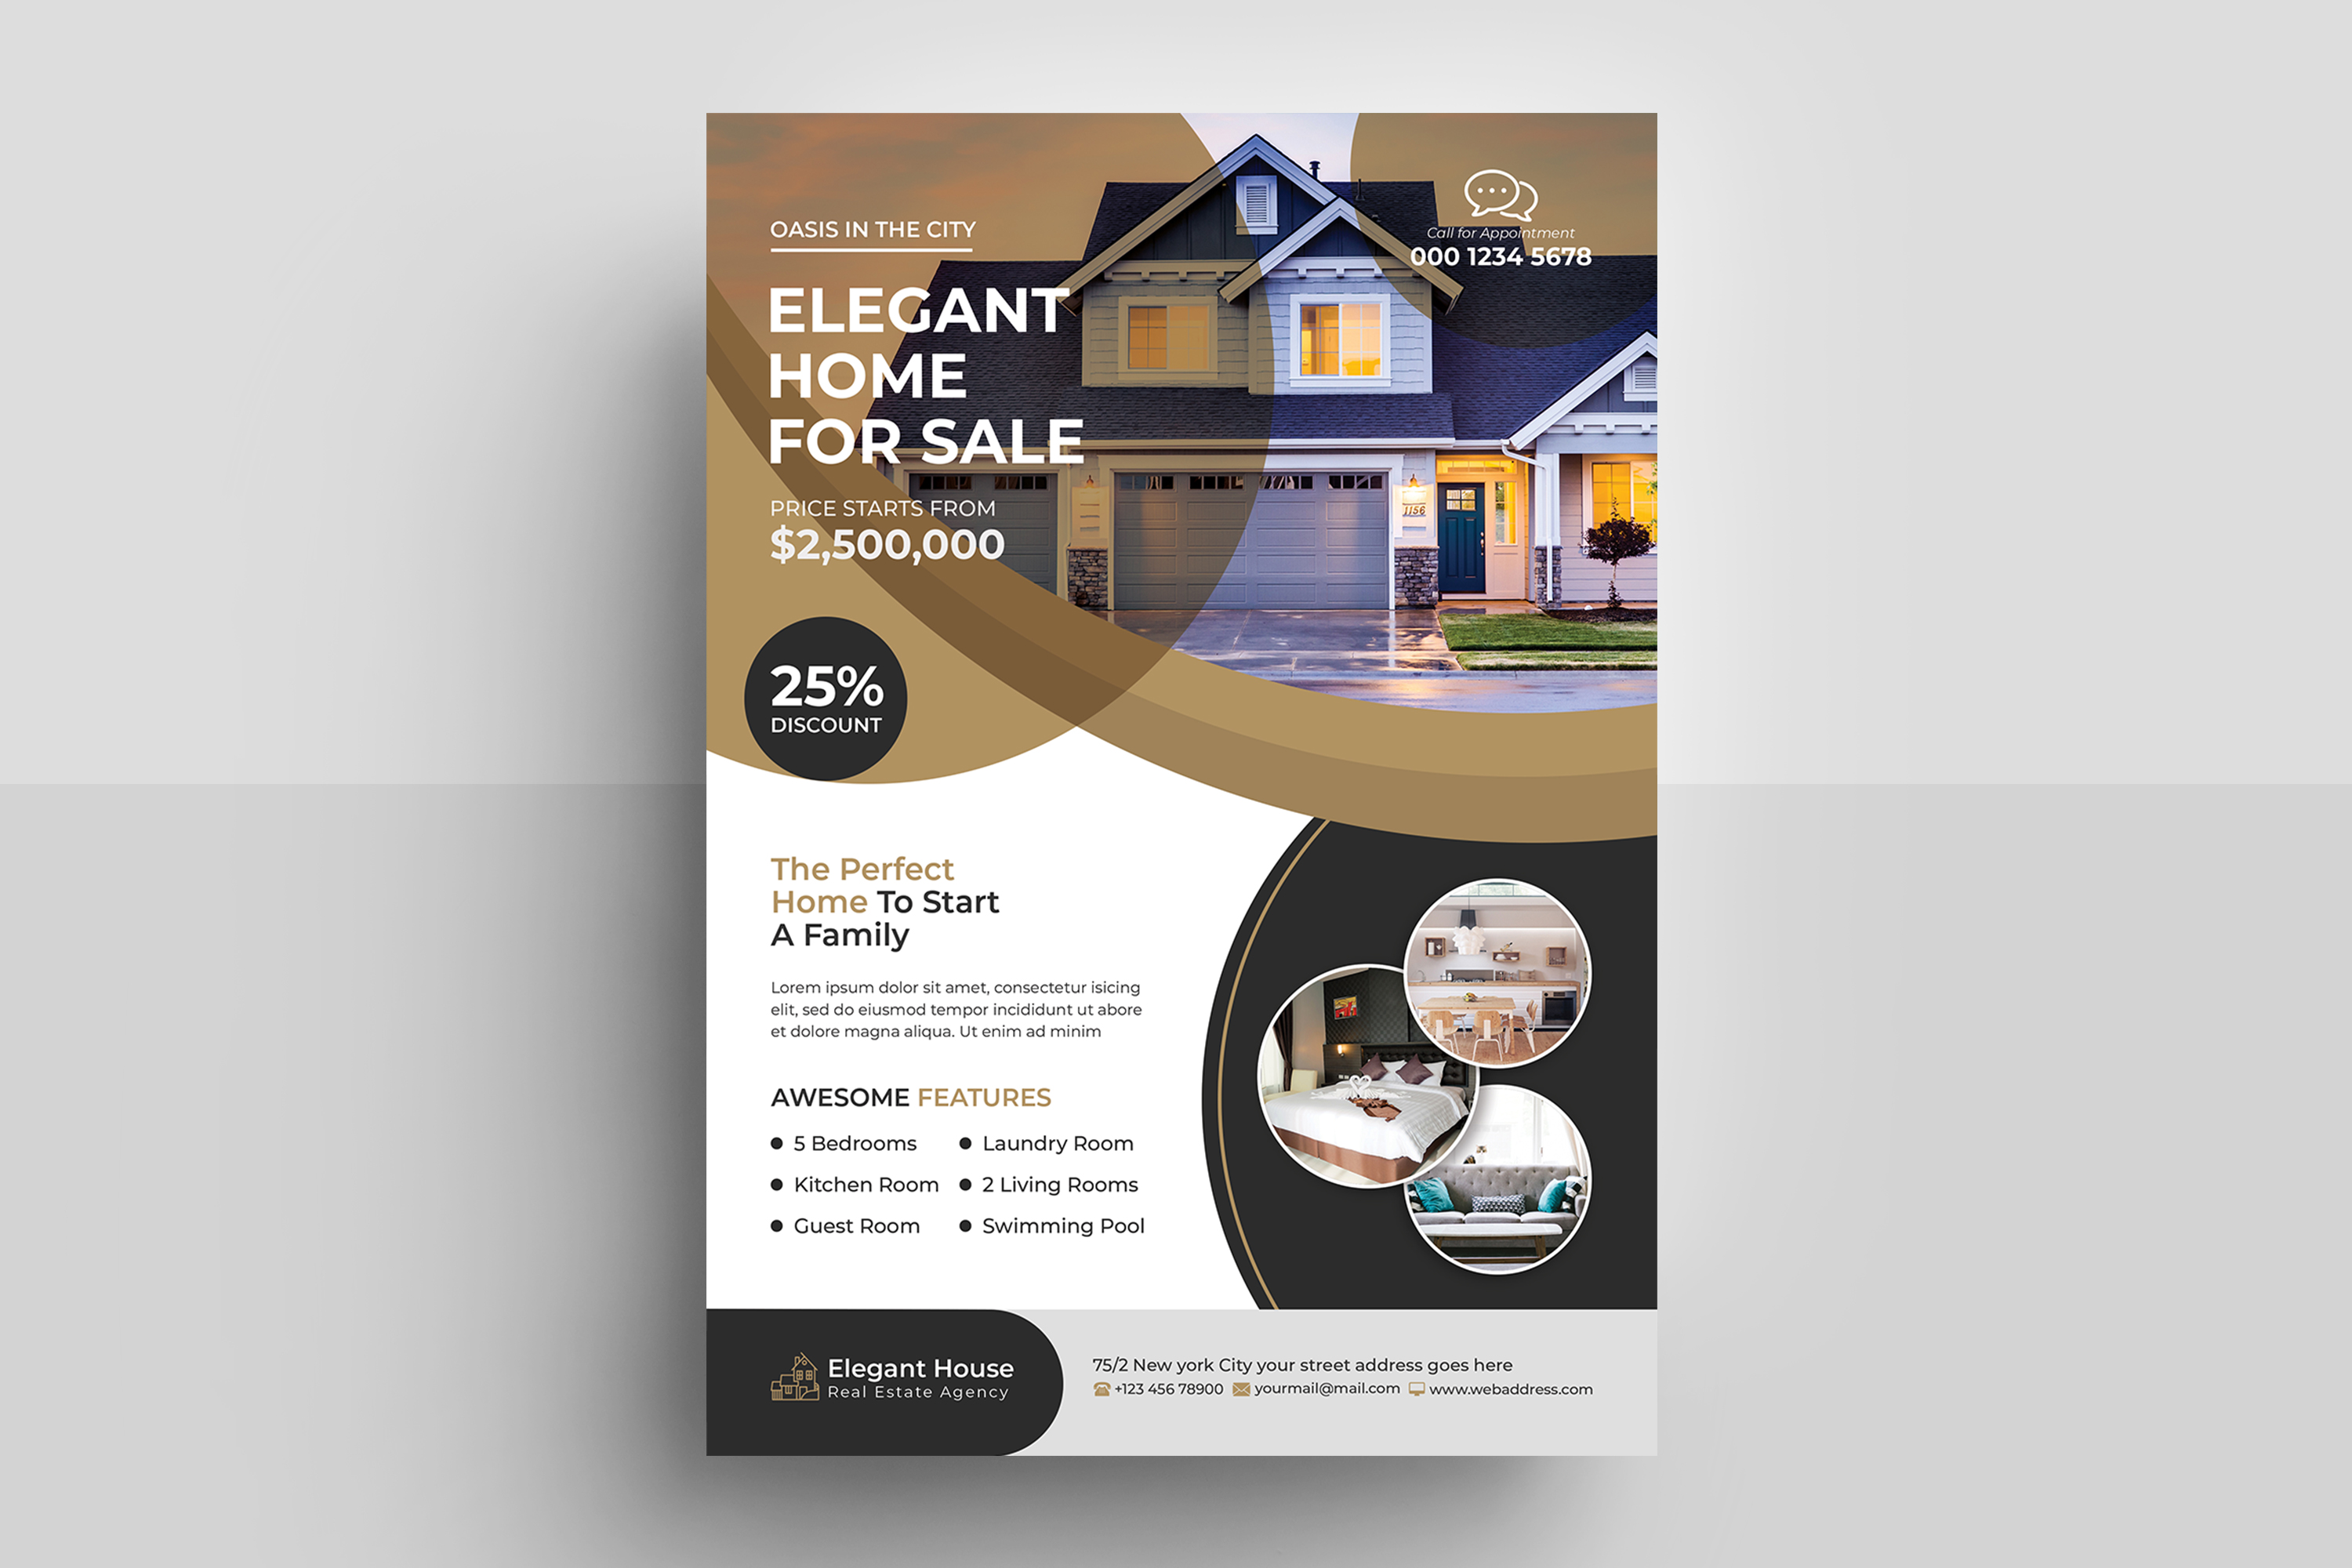 OASIS IN THE CITY
ELEGANT
HOME
FOR SALE
PRICE STARTS FROM
$2,500,000
Call for Appointment
000 1234 5678
1156
25%
DISCOUNT
The Perfect
Home To Start
A Family
Lorem ipsum dolor sit amet, consectetur isicing
elit, sed do eiusmod tempor incididunt ut abore
et dolore magna aliqua. Ut enim ad minim
AWESOME FEATURES
5 Bedrooms
Kitchen Room
Guest Room
Laundry Room
2 Living Rooms
Swimming Pool
Elegant House
Real Estate Agency
75/2 New york City your street address goes here
+123 456 78900 yourmail@mail.com www.webaddress.com